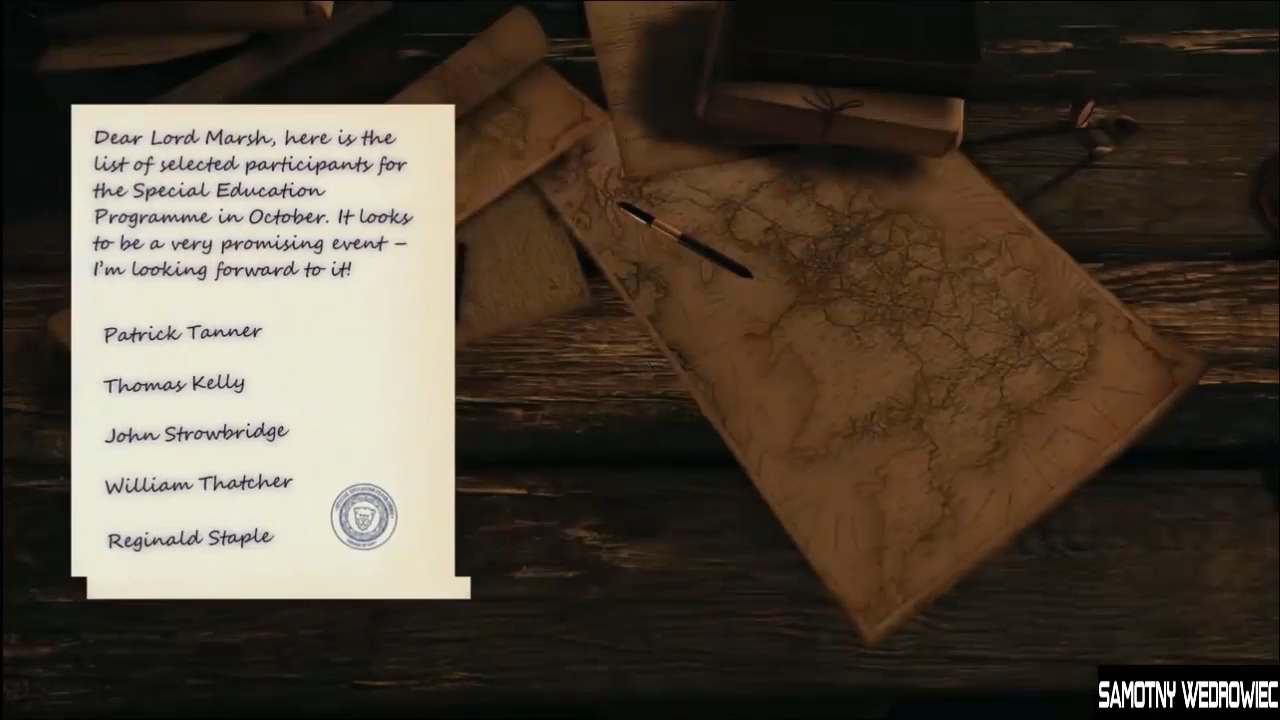 Dear Lord Marsh, here is the
list of selected participants for
the Special Education
Programme in October. It looks
to be a very promising event –
I'm looking forward to it!
Patrick Tanner
Thomas Kelly
John Strowbridge
William Thatcher
Reginald Staple
SAMOTNY WEDROWIEC